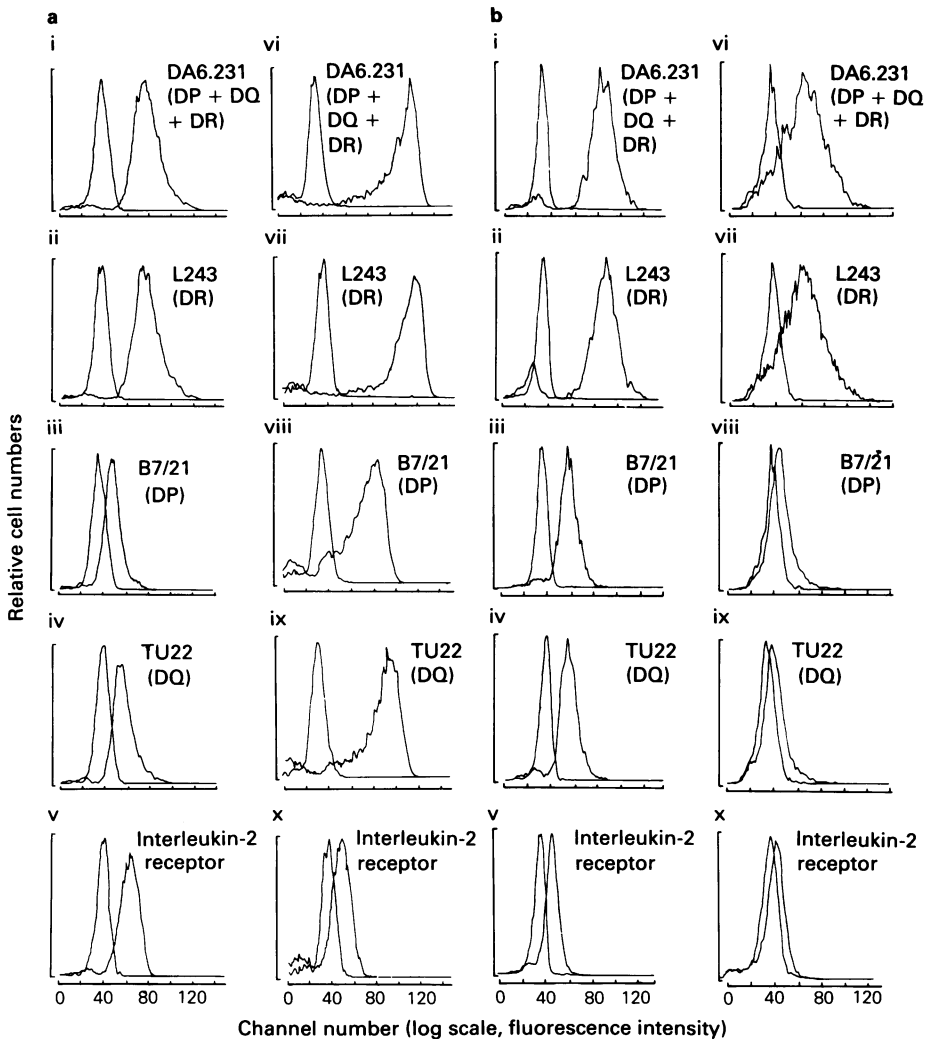 a
b
i
DA6.231
(DP + DQ
+ DR)
vi
DA6.231
(DP +
DQ +
DR)
i
DA6.231
(DP +
DQ +
DR)
vi
DA6.231
(DP + DQ
+ DR)
ii
L243
(DR)
vii
L243
(DR)
ii
L243
(DR)
vii
L243
(DR)
iii
B7/21
(DP)
viii
B7/21
(DP)
iii
B7/21
(DP)
viii
B7/21
(DP)
iv
TU22
(DQ)
ix
TU22
(DQ)
iv
TU22
(DQ)
ix
TU22
(DQ)
v
Interleukin-2
receptor
x
Interleukin-2
receptor
v
Interleukin-2
receptor
x
Interleukin-2
receptor
0 40 80 120
0 40 80 120
0 40 80 120
0 40 80 120
Relative cell numbers
Channel number (log scale, fluorescence intensity)